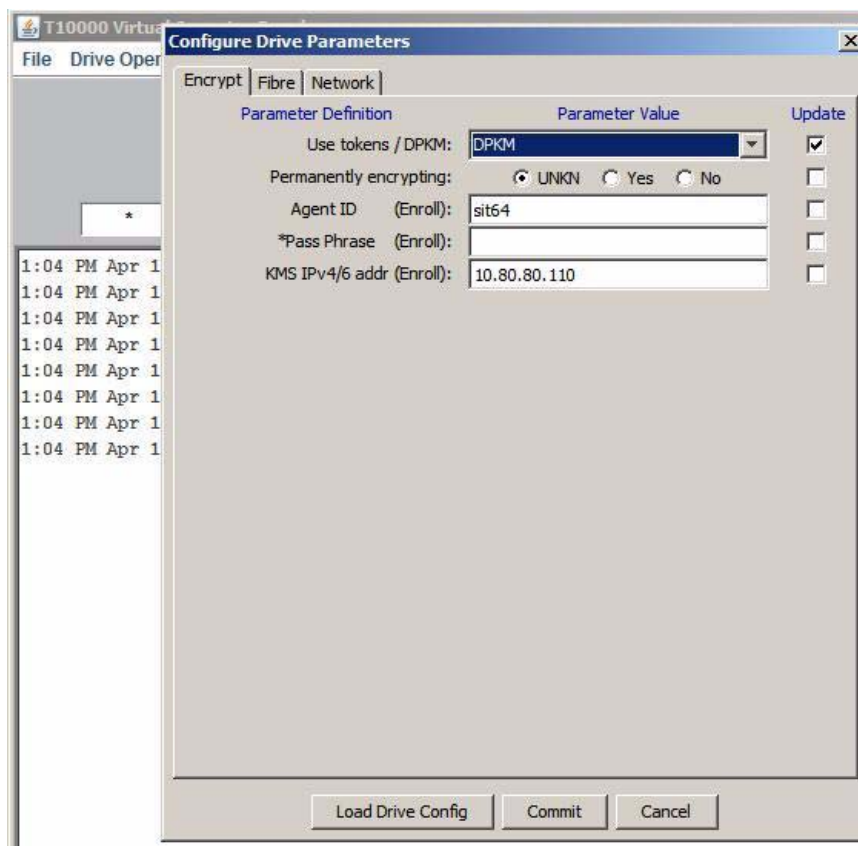 T10000 Virtua
Configure Drive Parameters
File Drive Oper
Encrypt Fibre Network
Parameter Definition Parameter Value Update
Use tokens / DPKM: DPKM
Permanently encrypting: UNKN Yes No
*
Agent ID (Enroll): sit64
*Pass Phrase (Enroll):
KMS IPv4/6 addr (Enroll): 10.80.80.110
1:04 PM Apr 1
1:04 PM Apr 1
1:04 PM Apr 1
1:04 PM Apr 1
1:04 PM Apr 1
1:04 PM Apr 1
1:04 PM Apr 1
1:04 PM Apr 1
Load Drive Config Commit Cancel